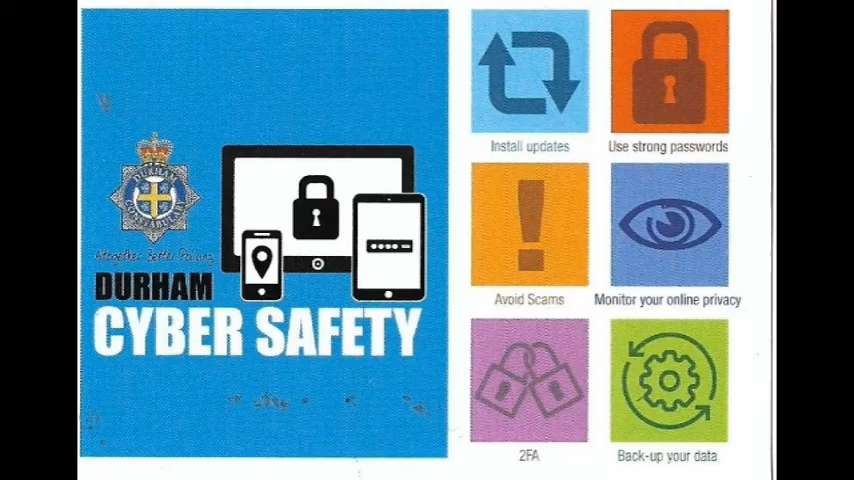 DURHAM
CONSTABULARY
Altogether Better Policing
DURHAM
CYBER SAFETY
Install updates
Use strong passwords
Avoid Scams
Monitor your online privacy
2FA
Back-up your data